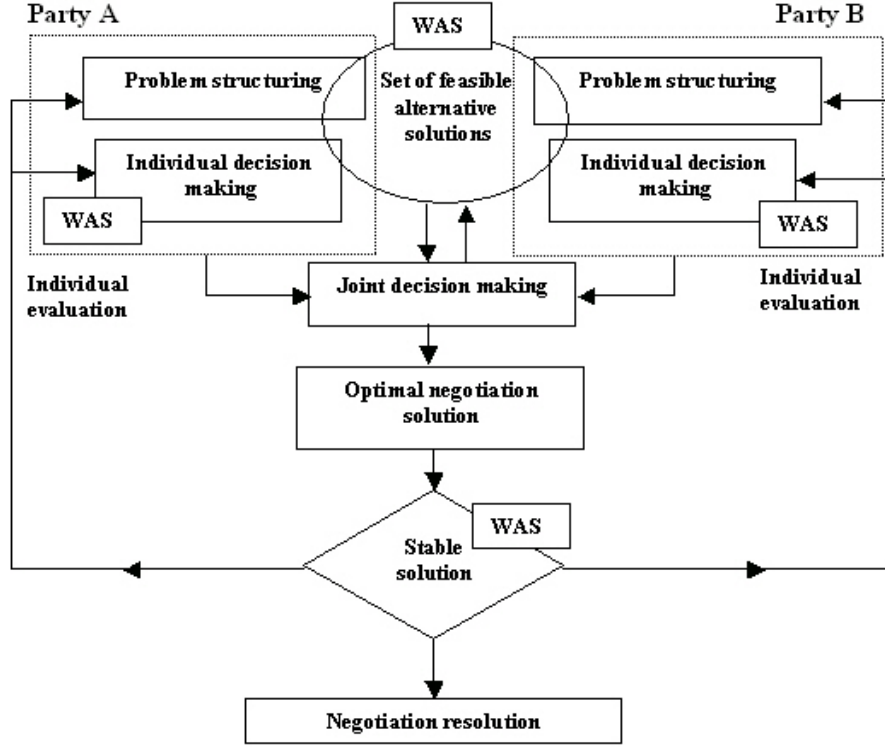 Party A
WAS
Party B
Problem structuring
Set of feasible
alternative
solutions
Problem structuring
Individual decision
making
Individual decision
making
WAS
WAS
Individual
evaluation
Joint decision making
Individual
evaluation
Optimal negotiation
solution
WAS
Stable
solution
Negotiation resolution